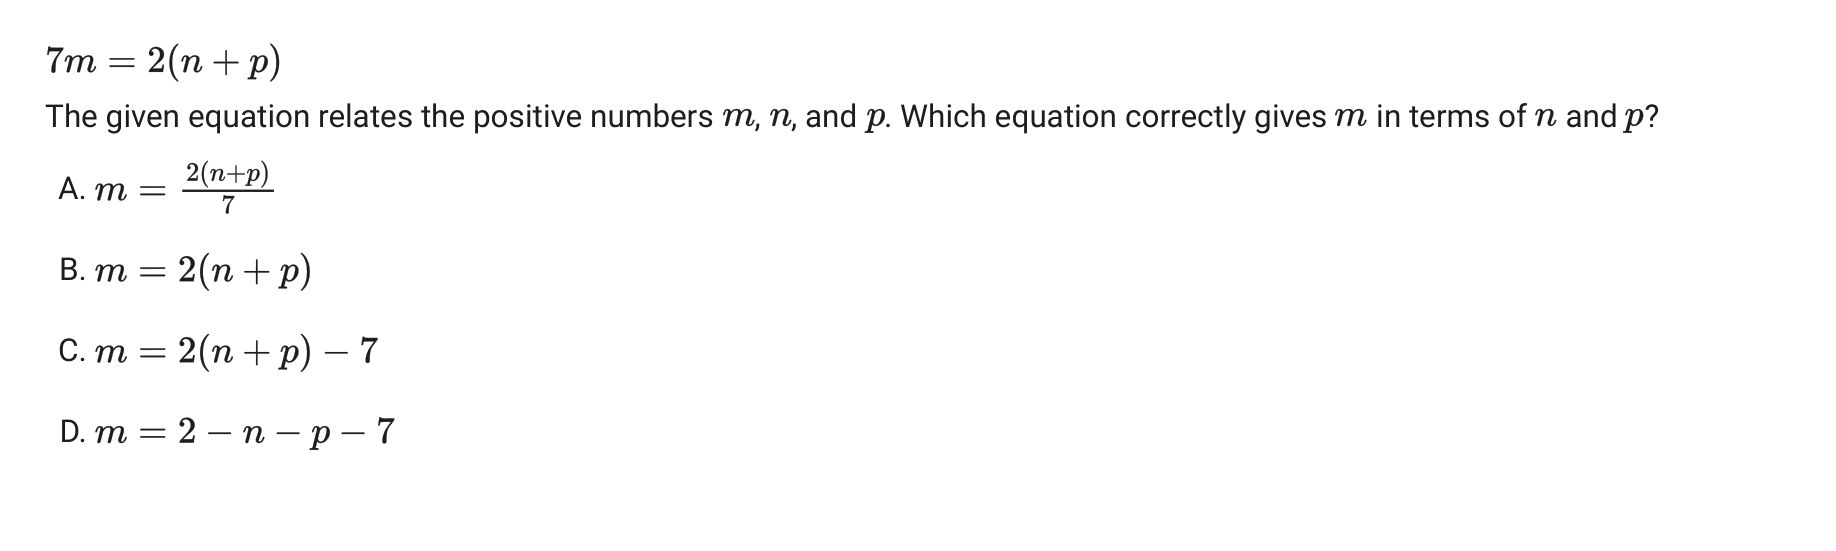 7m = 2(n + p)
The given equation relates the positive numbers m, n, and p. Which equation correctly gives m in terms of n and p?
A. m = \frac{2(n+p)}{7}
B. m = 2(n + p)
C. m = 2(n + p) − 7
D. m = 2 − n − p − 7